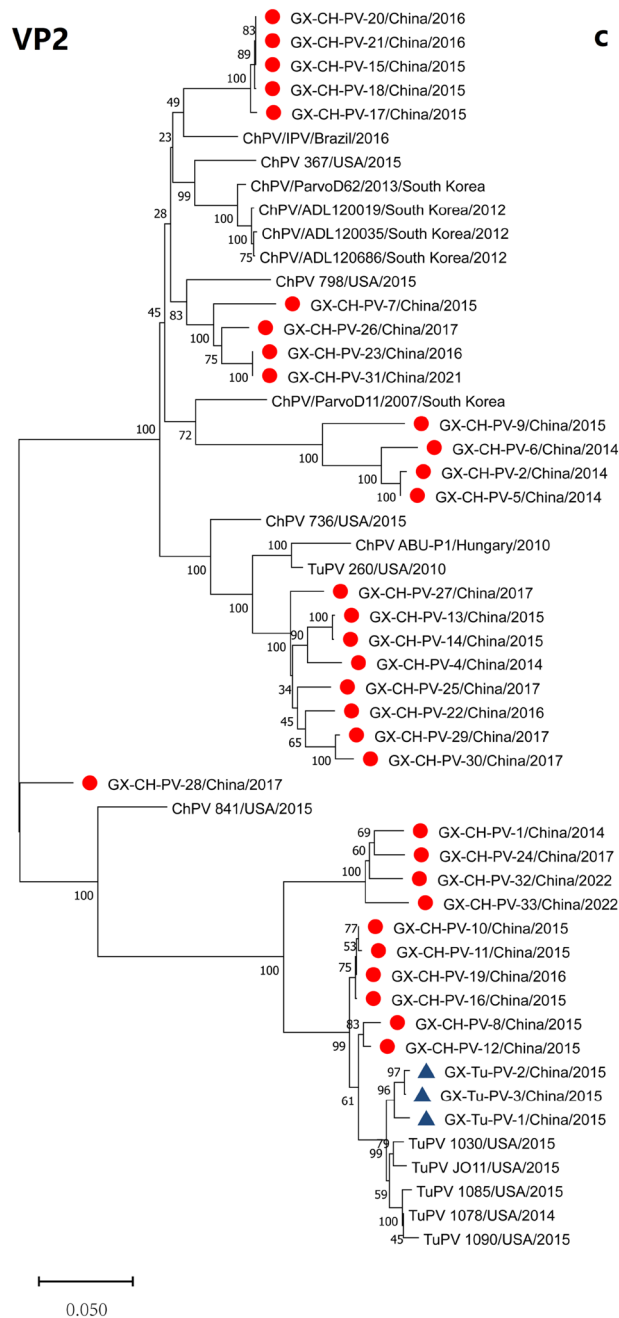 VP2
c
GX-CH-PV-20/China/2016
83
GX-CH-PV-21/China/2016
89
GX-CH-PV-15/China/2015
100
GX-CH-PV-18/China/2015
49
GX-CH-PV-17/China/2015
23
ChPV/IPV/Brazil/2016
ChPV 367/USA/2015
99
ChPV/ParvoD62/2013/South Korea
28
100
ChPV/ADL120019/South Korea/2012
100
ChPV/ADL120035/South Korea/2012
75
ChPV/ADL120686/South Korea/2012
ChPV 798/USA/2015
45
83
GX-CH-PV-7/China/2015
100
GX-CH-PV-26/China/2017
75
GX-CH-PV-23/China/2016
100
GX-CH-PV-31/China/2021
ChPV/ParvoD11/2007/South Korea
100
72
GX-CH-PV-9/China/2015
100
GX-CH-PV-6/China/2014
100
GX-CH-PV-2/China/2014
100
GX-CH-PV-5/China/2014
ChPV 736/USA/2015
100
100
ChPV ABU-P1/Hungary/2010
TuPV 260/USA/2010
100
GX-CH-PV-27/China/2017
100
GX-CH-PV-13/China/2015
90
GX-CH-PV-14/China/2015
100
GX-CH-PV-4/China/2014
34
GX-CH-PV-25/China/2017
45
GX-CH-PV-22/China/2016
65
GX-CH-PV-29/China/2017
100
GX-CH-PV-30/China/2017
GX-CH-PV-28/China/2017
ChPV 841/USA/2015
100
69
GX-CH-PV-1/China/2014
60
GX-CH-PV-24/China/2017
100
GX-CH-PV-32/China/2022
GX-CH-PV-33/China/2022
100
77
GX-CH-PV-10/China/2015
53
GX-CH-PV-11/China/2015
75
GX-CH-PV-19/China/2016
GX-CH-PV-16/China/2015
83
GX-CH-PV-8/China/2015
99
GX-CH-PV-12/China/2015
97
GX-Tu-PV-2/China/2015
96
GX-Tu-PV-3/China/2015
61
GX-Tu-PV-1/China/2015
79
TuPV 1030/USA/2015
99
TuPV JO11/USA/2015
59
TuPV 1085/USA/2015
100
TuPV 1078/USA/2014
45
TuPV 1090/USA/2015
0.050